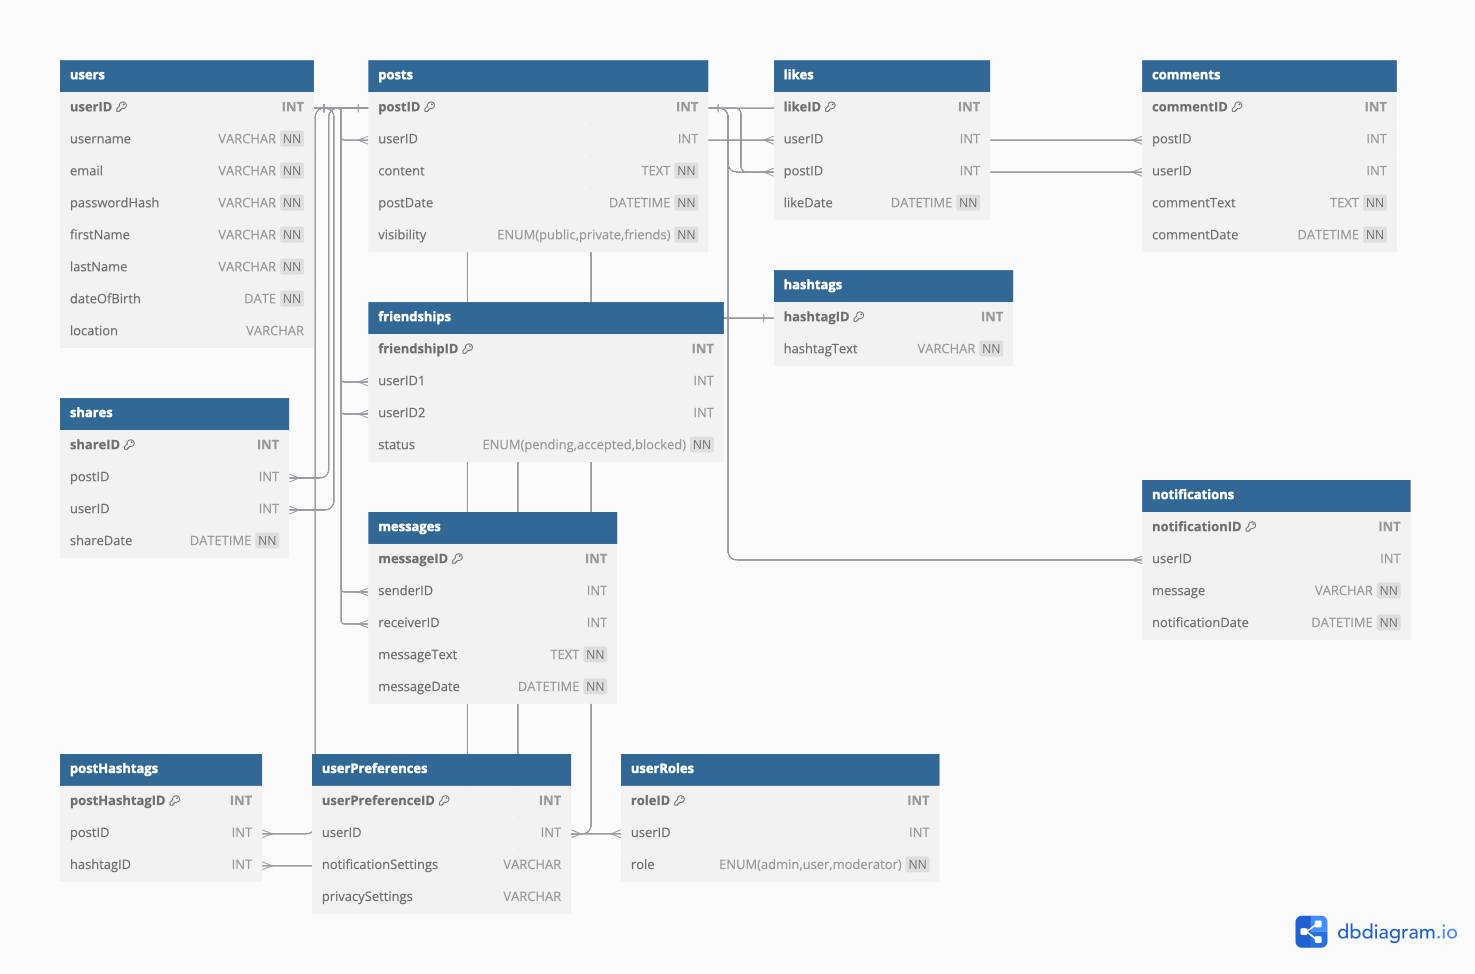 users
userID INT
username VARCHAR NN
email VARCHAR NN
passwordHash VARCHAR NN
firstName VARCHAR NN
lastName VARCHAR NN
dateOfBirth DATE NN
location VARCHAR
posts
postID INT
userID INT
content TEXT NN
postDate DATETIME NN
visibility ENUM(public,private,friends) NN
likes
likeID INT
userID INT
postID INT
likeDate DATETIME NN
comments
commentID INT
postID INT
userID INT
commentText TEXT NN
commentDate DATETIME NN
hashtags
hashtagID INT
hashtagText VARCHAR NN
friendships
friendshipID INT
userID1 INT
userID2 INT
status ENUM(pending,accepted,blocked) NN
shares
shareID INT
postID INT
userID INT
shareDate DATETIME NN
messages
messageID INT
senderID INT
receiverID INT
messageText TEXT NN
messageDate DATETIME NN
notifications
notificationID INT
userID INT
message VARCHAR NN
notificationDate DATETIME NN
postHashtags
postHashtagID INT
postID INT
hashtagID INT
userPreferences
userPreferenceID INT
userID INT
notificationSettings VARCHAR
privacySettings VARCHAR
userRoles
roleID INT
userID INT
role ENUM(admin,user,moderator) NN
dbdiagram.io